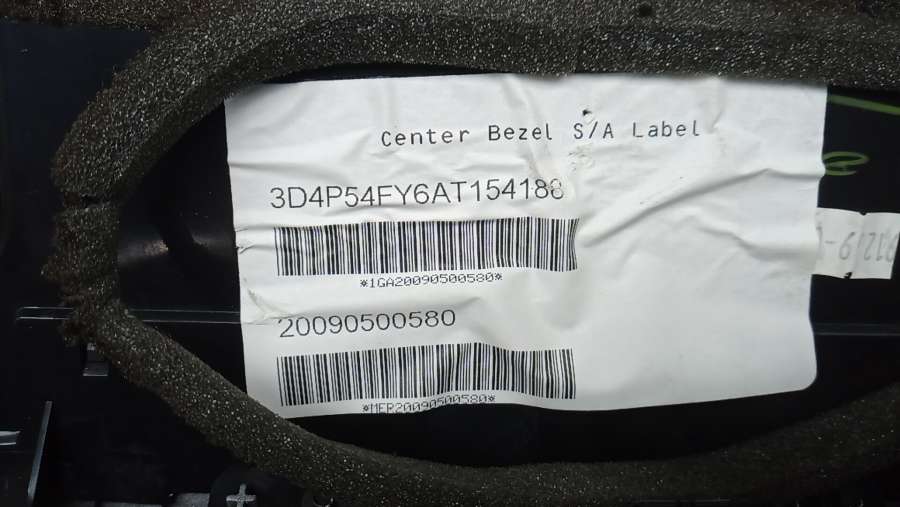 Center Bezel S/A Label
3D4P54FY6AT154188
*1GA20090500580*
20090500580
*MER20090500580*